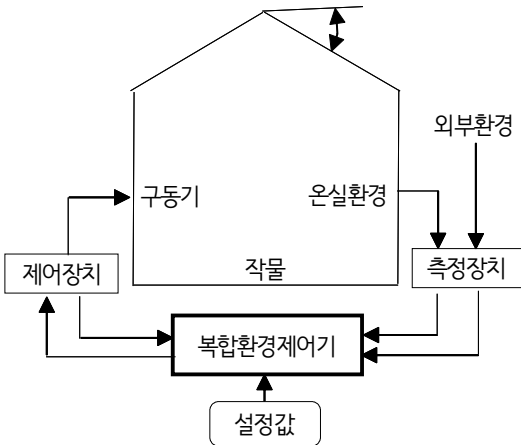 외부환경
구동기
온실환경
제어장치
작물
측정장치
복합환경제어기
설정값